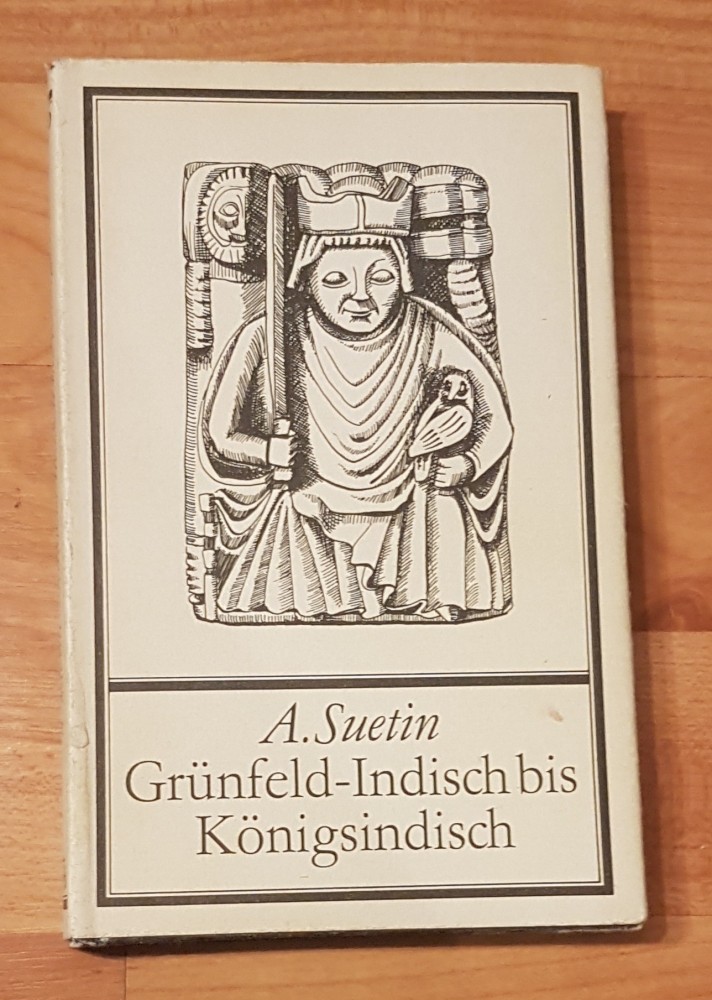 A. Suetin
Grünfeld-Indisch bis
Königsindisch